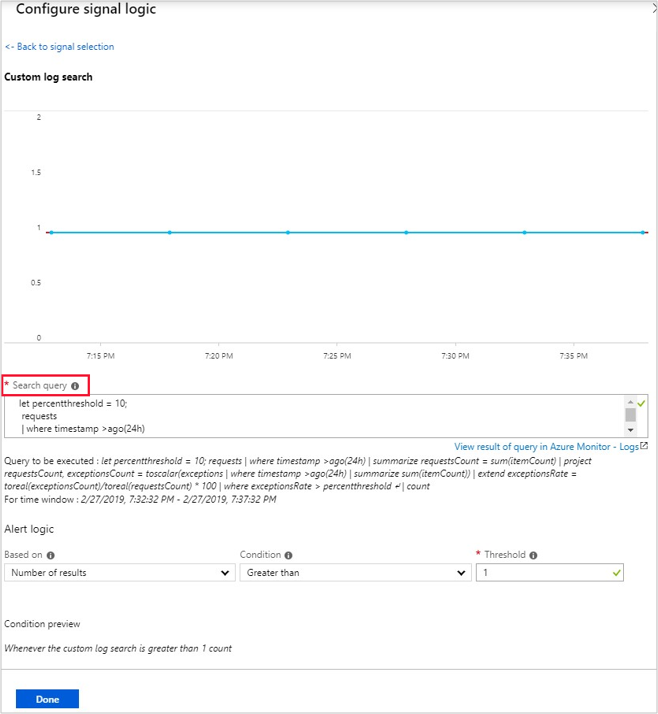 Configure signal logic
<- Back to signal selection
Custom log search
2
1.5
1
0.5
0
7:15 PM
7:20 PM
7:25 PM
7:30 PM
7:35 PM
* Search query
let percentthreshold = 10;
requests
| where timestamp >ago(24h)
View result of query in Azure Monitor - Logs
Query to be executed : let percentthreshold = 10; requests | where timestamp >ago(24h) | summarize requestsCount = sum(itemCount) | project
requestsCount, exceptionsCount = toscalar(exceptions | where timestamp >ago(24h) | summarize sum(itemCount)) | extend exceptionsRate =
toreal(exceptionsCount)/toreal(requestsCount) * 100 | where exceptionsRate > percentthreshold ↵ | count
For time window : 2/27/2019, 7:32:32 PM - 2/27/2019, 7:37:32 PM
Alert logic
Based on
Condition
* Threshold
Number of results
Greater than
1
Condition preview
Whenever the custom log search is greater than 1 count
Done